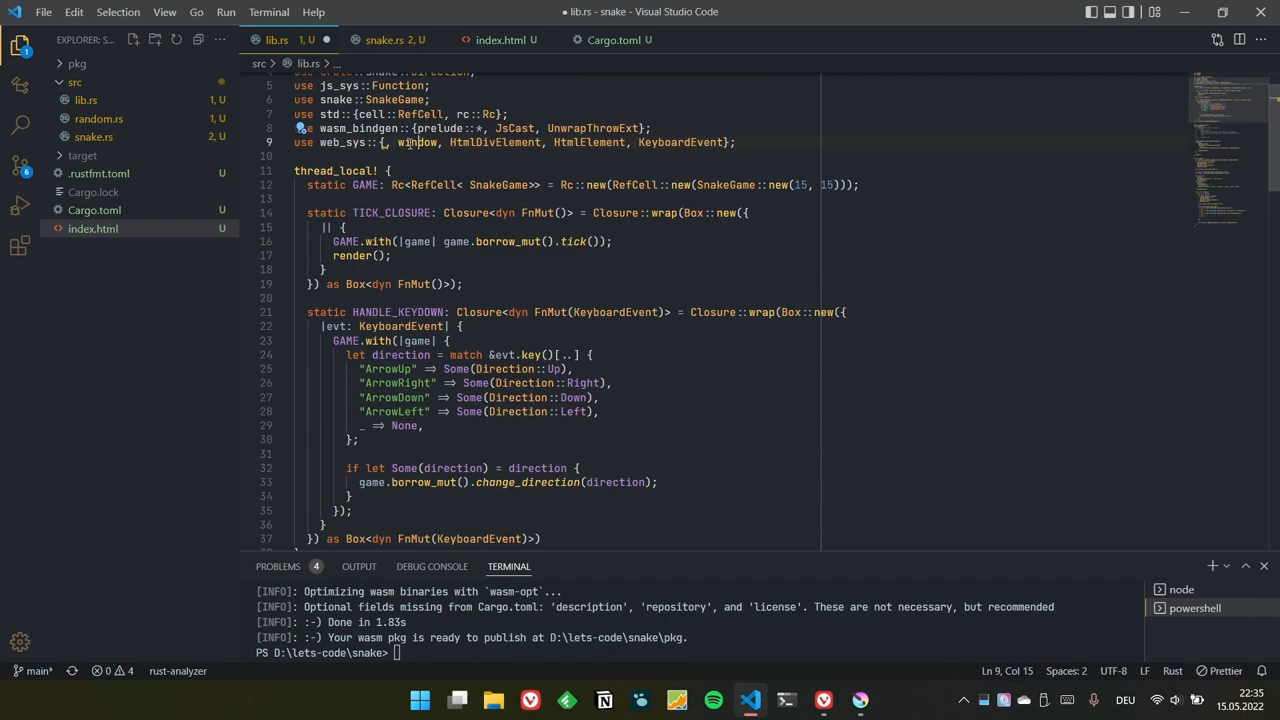 File Edit Selection View Go Run Terminal Help
● lib.rs - snake - Visual Studio Code
EXPLORER: S...
lib.rs 1, U ●
snake.rs 2, U
index.html U
Cargo.toml U
src > lib.rs > ...
pkg
src
lib.rs 1, U
random.rs 1, U
snake.rs 2, U
target
.rustfmt.toml U
Cargo.lock
Cargo.toml U
index.html U
1
6
use crate::snake::Direction;
5 use js_sys::Function;
6 use snake::SnakeGame;
7 use std::{cell::RefCell, rc::Rc};
8 use wasm_bindgen::{prelude::*, JsCast, UnwrapThrowExt};
9 use web_sys::{, window, HtmlDivElement, HtmlElement, KeyboardEvent};
10
11 thread_local! {
12 static GAME: Rc<RefCell< SnakeGame>> = Rc::new(RefCell::new(SnakeGame::new(15, 15)));
13
14 static TICK_CLOSURE: Closure<dyn FnMut()> = Closure::wrap(Box::new({
15 || {
16 GAME.with(|game| game.borrow_mut().tick());
17 render();
18 }
19 }) as Box<dyn FnMut()>);
20
21 static HANDLE_KEYDOWN: Closure<dyn FnMut(KeyboardEvent)> = Closure::wrap(Box::new({
22 |evt: KeyboardEvent| {
23 GAME.with(|game| {
24 let direction = match &evt.key()[..] {
25 "ArrowUp" => Some(Direction::Up),
26 "ArrowRight" => Some(Direction::Right),
27 "ArrowDown" => Some(Direction::Down),
28 "ArrowLeft" => Some(Direction::Left),
29 _ => None,
30 };
31
32 if let Some(direction) = direction {
33 game.borrow_mut().change_direction(direction);
34 }
35 });
36 }
37 }) as Box<dyn FnMut(KeyboardEvent)>)
PROBLEMS 4 OUTPUT DEBUG CONSOLE TERMINAL
[INFO]: Optimizing wasm binaries with `wasm-opt`...
[INFO]: Optional fields missing from Cargo.toml: 'description', 'repository', and 'license'. These are not necessary, but recommended
[INFO]: :-) Done in 1.83s
[INFO]: :-) Your wasm pkg is ready to publish at D:\lets-code\snake\pkg.
PS D:\lets-code\snake>
node
powershell
main* 0 4 rust-analyzer
Ln 9, Col 15 Spaces: 2 UTF-8 LF Rust Prettier
DEU
22:35
15.05.2022